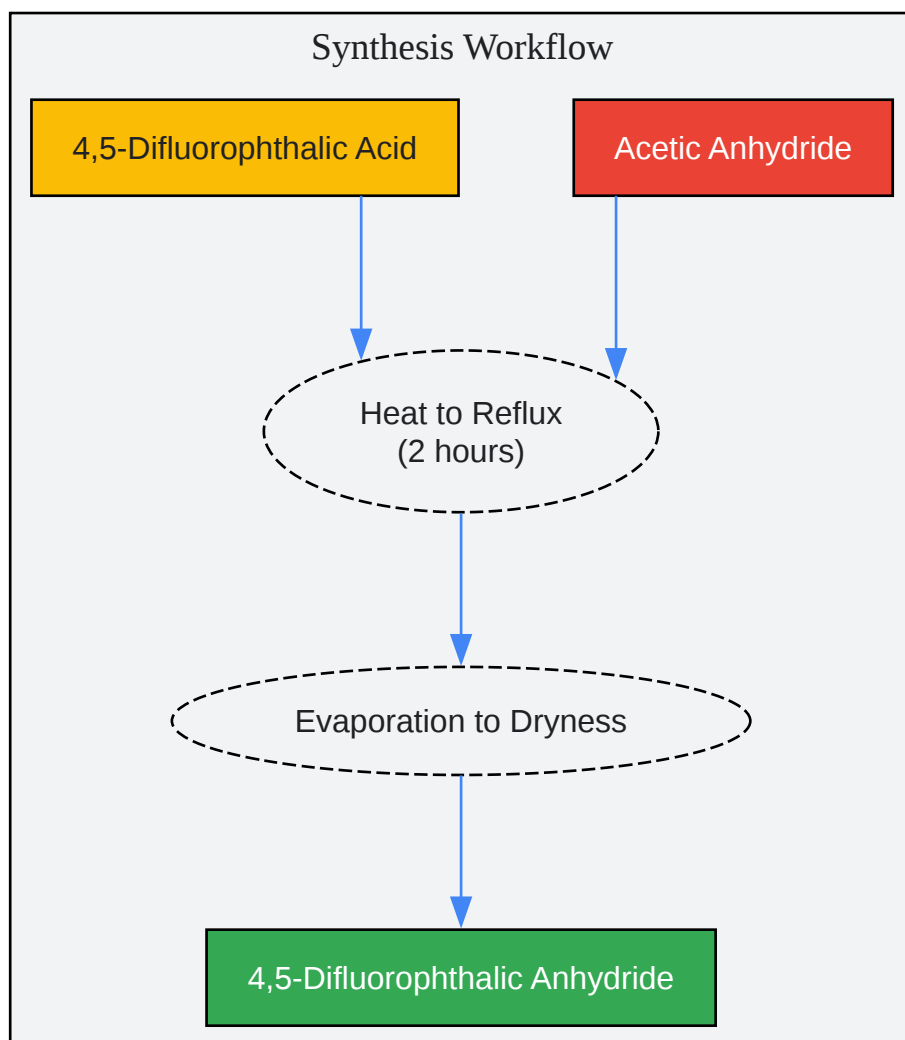 Synthesis Workflow
4,5-Difluorophthalic Acid
Acetic Anhydride
Heat to Reflux
(2 hours)
Evaporation to Dryness
4,5-Difluorophthalic Anhydride